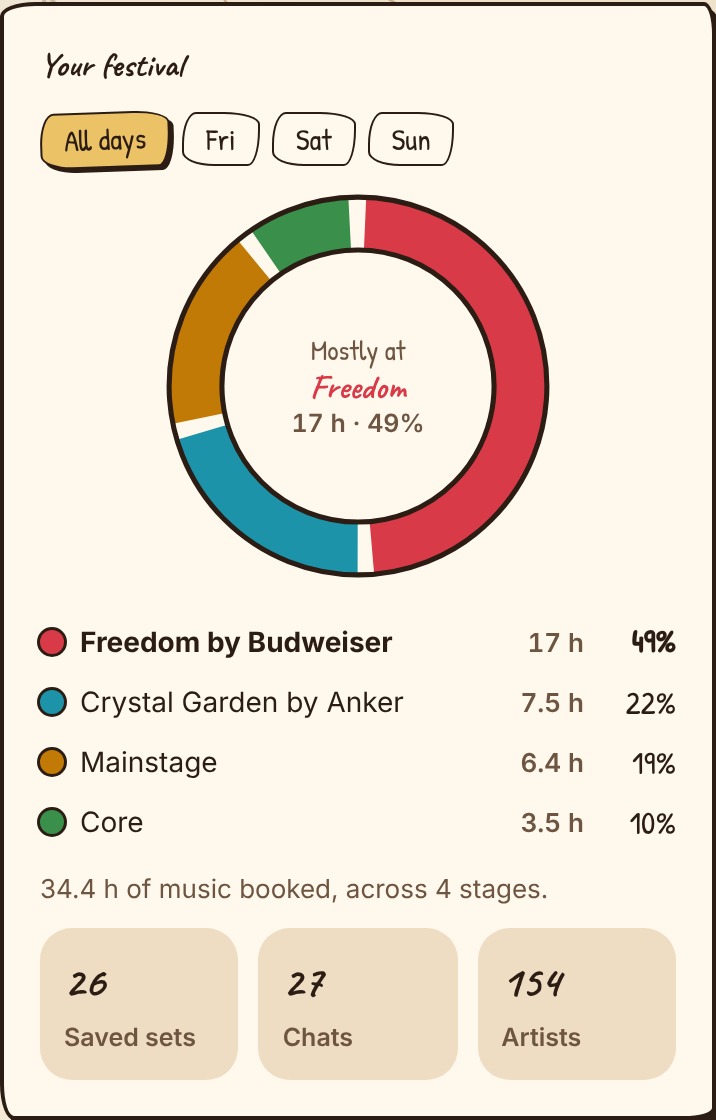 Your festival
All days Fri Sat Sun
Mostly at
Freedom
17 h · 49%
Freedom by Budweiser 17 h 49%
Crystal Garden by Anker 7.5 h 22%
Mainstage 6.4 h 19%
Core 3.5 h 10%
34.4 h of music booked, across 4 stages.
26 27 154
Saved sets Chats Artists